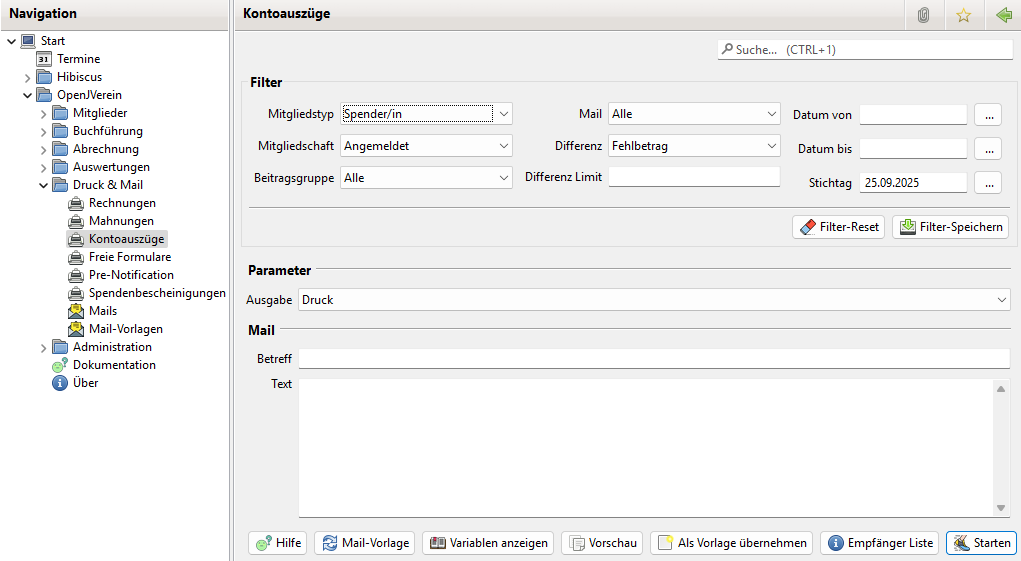 Navigation
Start
31 Termine
Hibiscus
OpenJVerein
Mitglieder
Buchführung
Abrechnung
Auswertungen
Druck & Mail
Rechnungen
Mahnungen
Kontoauszüge
Freie Formulare
Pre-Notification
Spendenbescheinigungen
Mails
Mail-Vorlagen
Administration
Dokumentation
Über
Kontoauszüge
Suche... (CTRL+1)
Filter
Mitgliedstyp Spender/in Mail Alle Datum von ...
Mitgliedschaft Angemeldet Differenz Fehlbetrag Datum bis ...
Beitragsgruppe Alle Differenz Limit Stichtag 25.09.2025 ...
Filter-Reset Filter-Speichern
Parameter
Ausgabe Druck
Mail
Betreff
Text
Hilfe Mail-Vorlage Variablen anzeigen Vorschau Als Vorlage übernehmen Empfänger Liste Starten